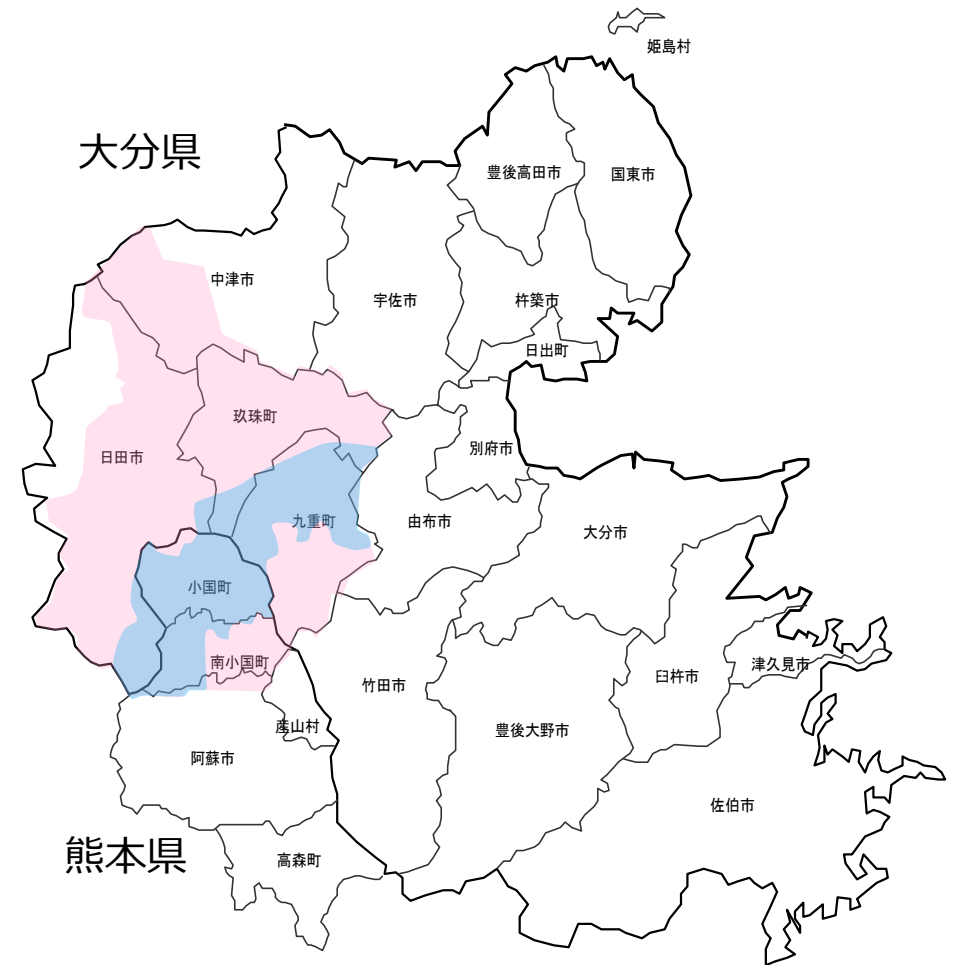 姫島村
大分県
豊後高田市
国東市
中津市
宇佐市
杵築市
日出町
玖珠町
日田市
別府市
九重町
由布市
大分市
小国町
南小国町
竹田市
臼杵市
津久見市
産山村
豊後大野市
阿蘇市
佐伯市
熊本県
高森町